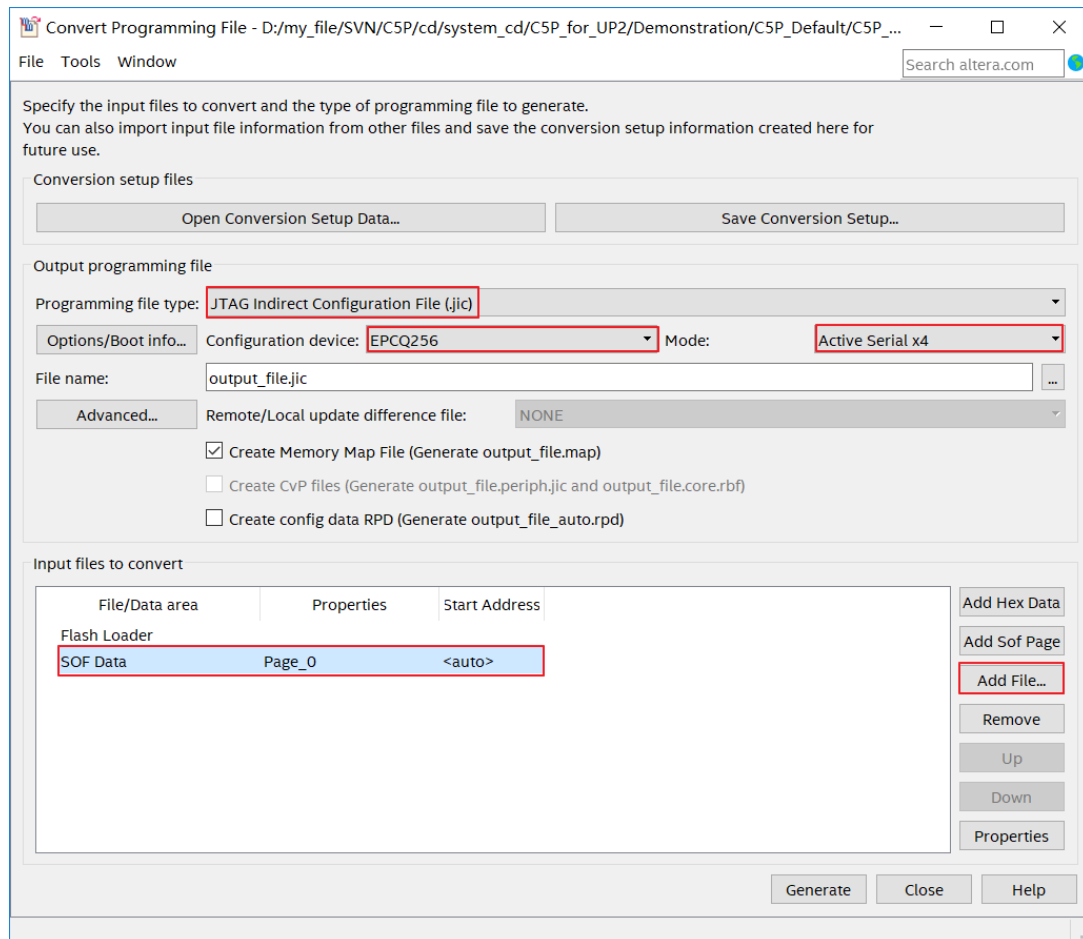 Convert Programming File - D:/my_file/SVN/C5P/cd/system_cd/C5P_for_UP2/Demonstration/C5P_Default/C5P_...
File Tools Window
Search altera.com
Specify the input files to convert and the type of programming file to generate.
You can also import input file information from other files and save the conversion setup information created here for
future use.
Conversion setup files
Open Conversion Setup Data...
Save Conversion Setup...
Output programming file
Programming file type: JTAG Indirect Configuration File (.jic)
Options/Boot info... Configuration device: EPCQ256 Mode: Active Serial x4
File name: output_file.jic ...
Advanced... Remote/Local update difference file: NONE
Create Memory Map File (Generate output_file.map)
Create CvP files (Generate output_file.periph.jic and output_file.core.rbf)
Create config data RPD (Generate output_file_auto.rpd)
Input files to convert
File/Data area Properties Start Address
Flash Loader
SOF Data Page_0 <auto>
Add Hex Data
Add Sof Page
Add File...
Remove
Up
Down
Properties
Generate Close Help